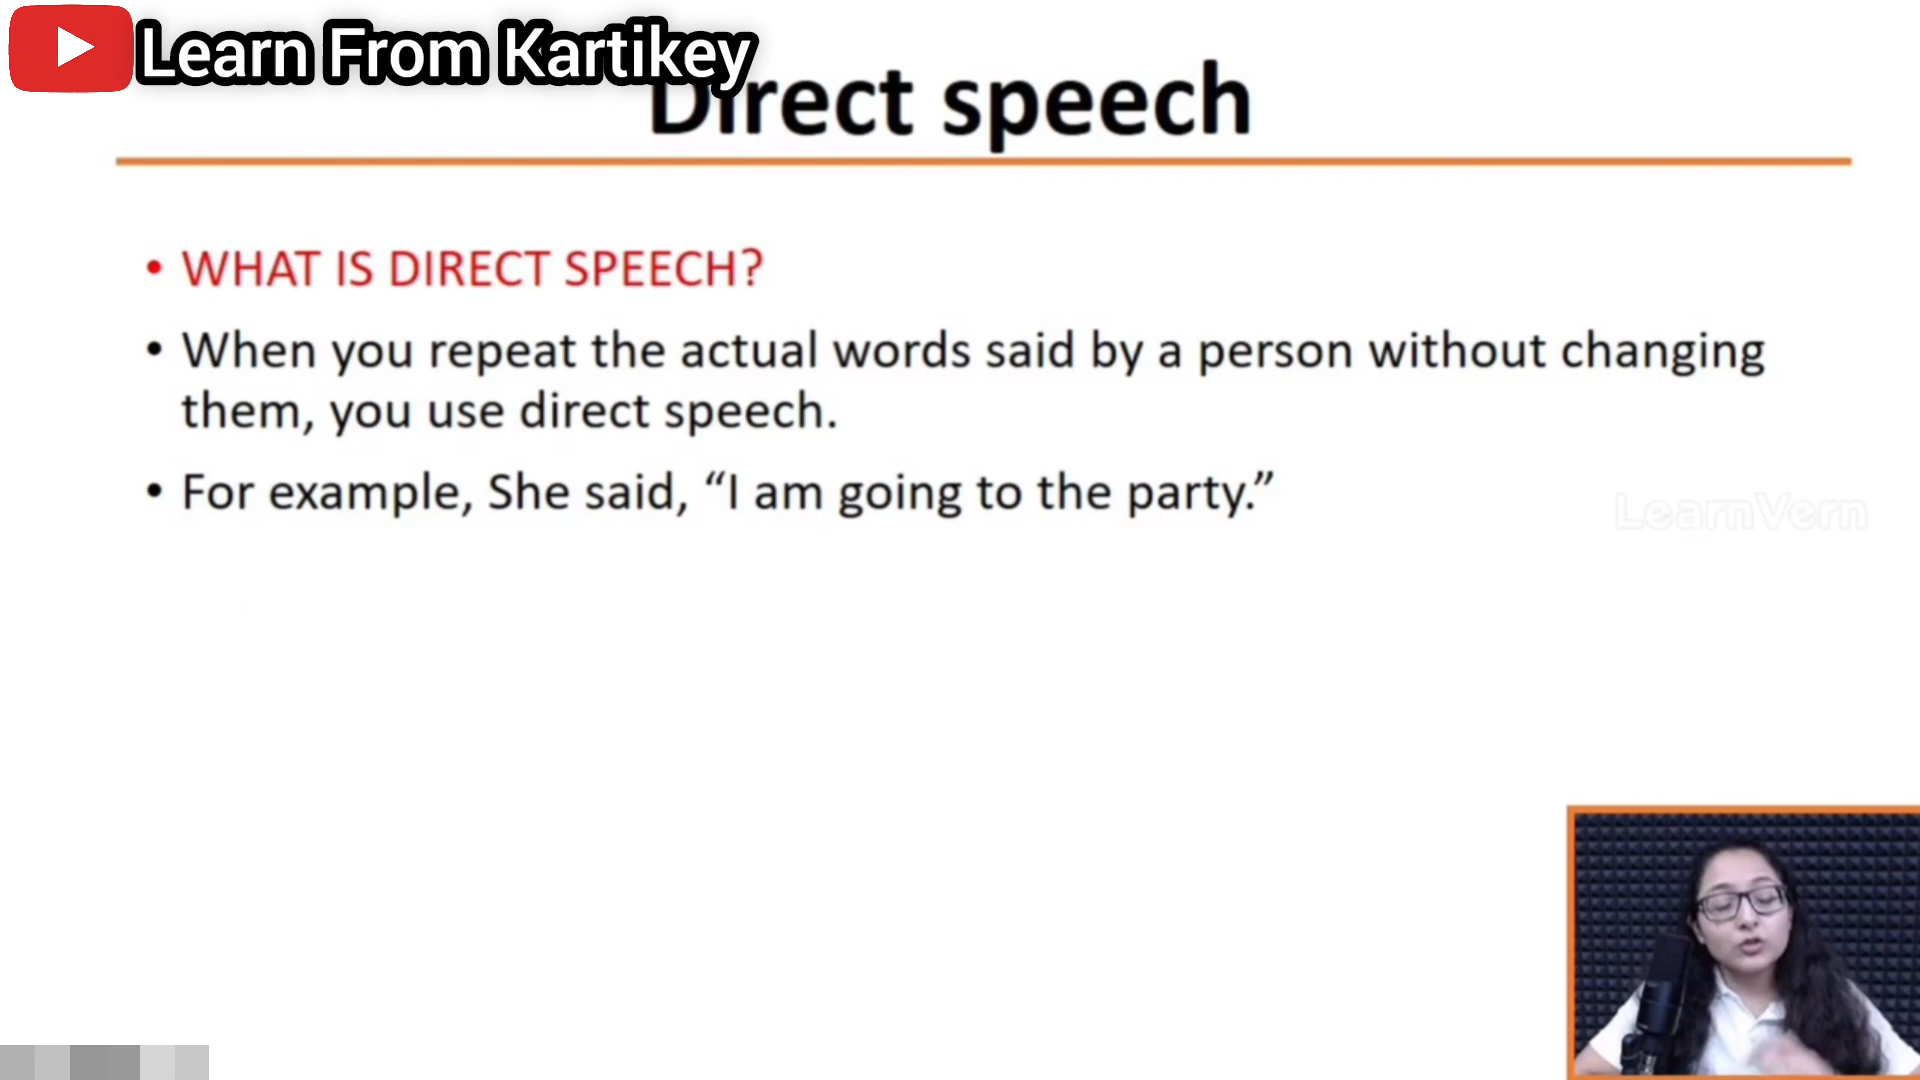 Learn From Kartikey
Direct speech
• WHAT IS DIRECT SPEECH?
• When you repeat the actual words said by a person without changing
them, you use direct speech.
• For example, She said, “I am going to the party.”
LearnVern